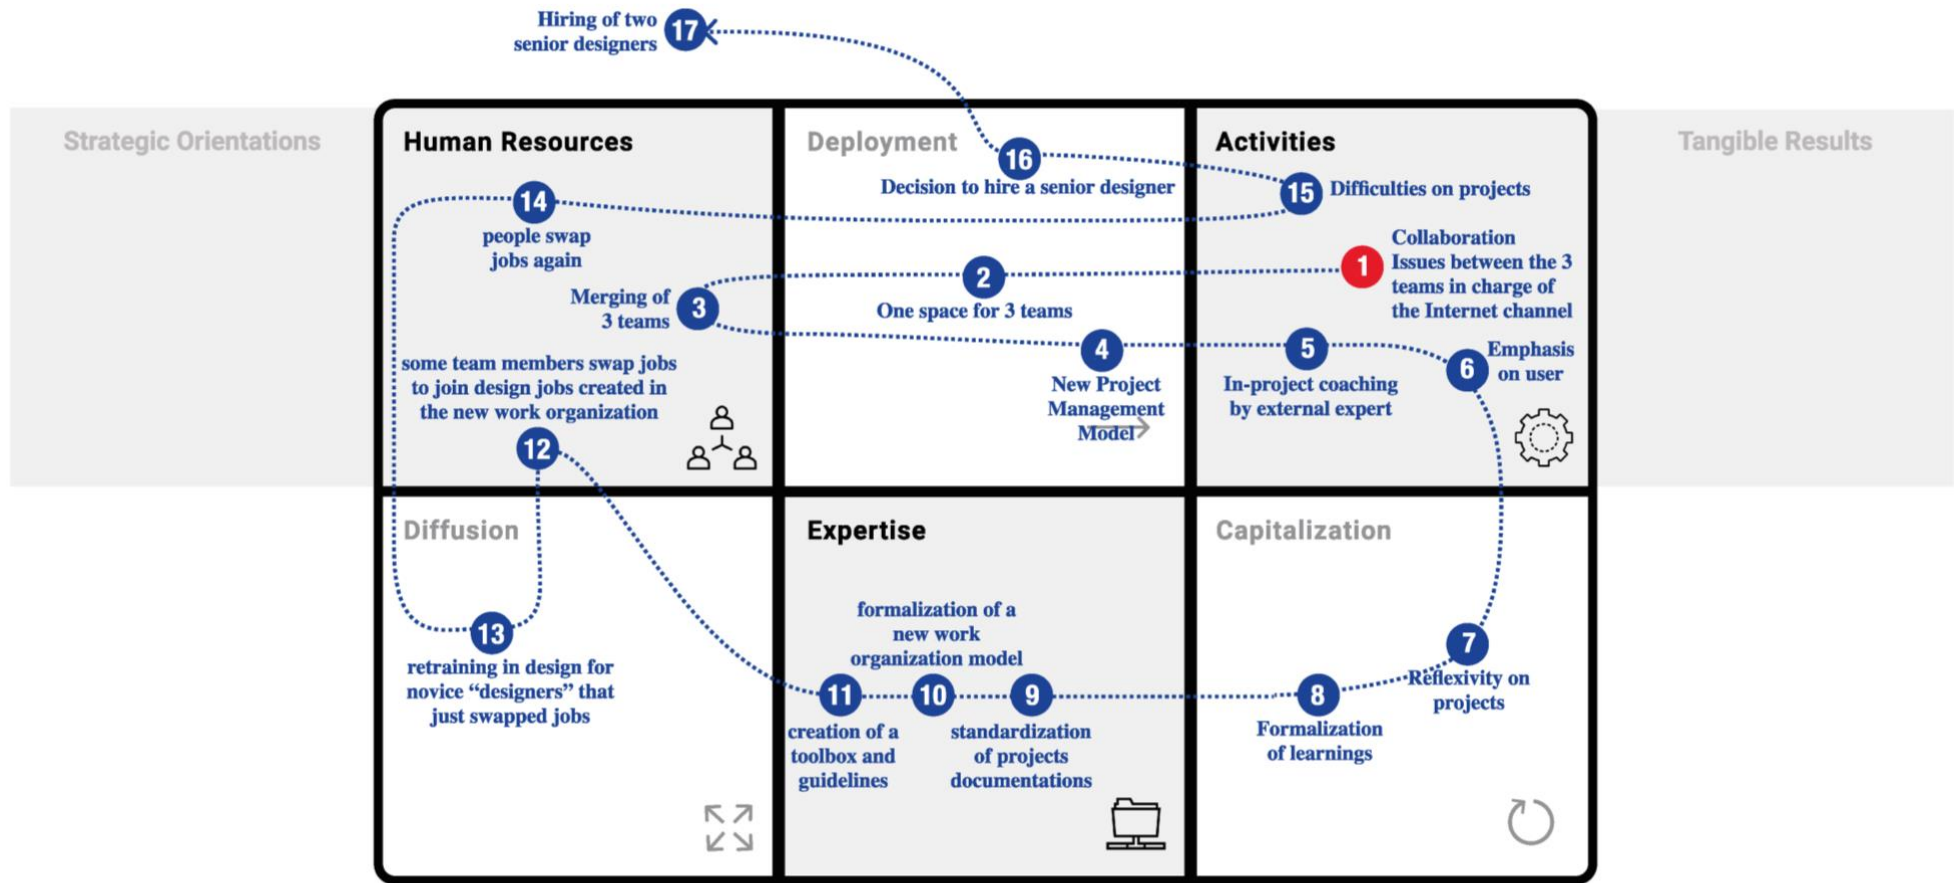 Hiring of two
senior designers
17
Strategic Orientations
Human Resources
Deployment
Activities
Tangible Results
16
Decision to hire a senior designer
15
Difficulties on projects
14
people swap
jobs again
1
Collaboration
Issues between the 3
teams in charge of
the Internet channel
2
One space for 3 teams
Merging of
3 teams
3
4
New Project
Management
Model
5
In-project coaching
by external expert
6
Emphasis
on user
some team members swap jobs
to join design jobs created in
the new work organization
12
Diffusion
Expertise
Capitalization
13
retraining in design for
novice “designers” that
just swapped jobs
formalization of a
new work
organization model
11
10
9
creation of a
toolbox and
guidelines
standardization
of projects
documentations
8
Formalization
of learnings
7
Reflexivity on
projects